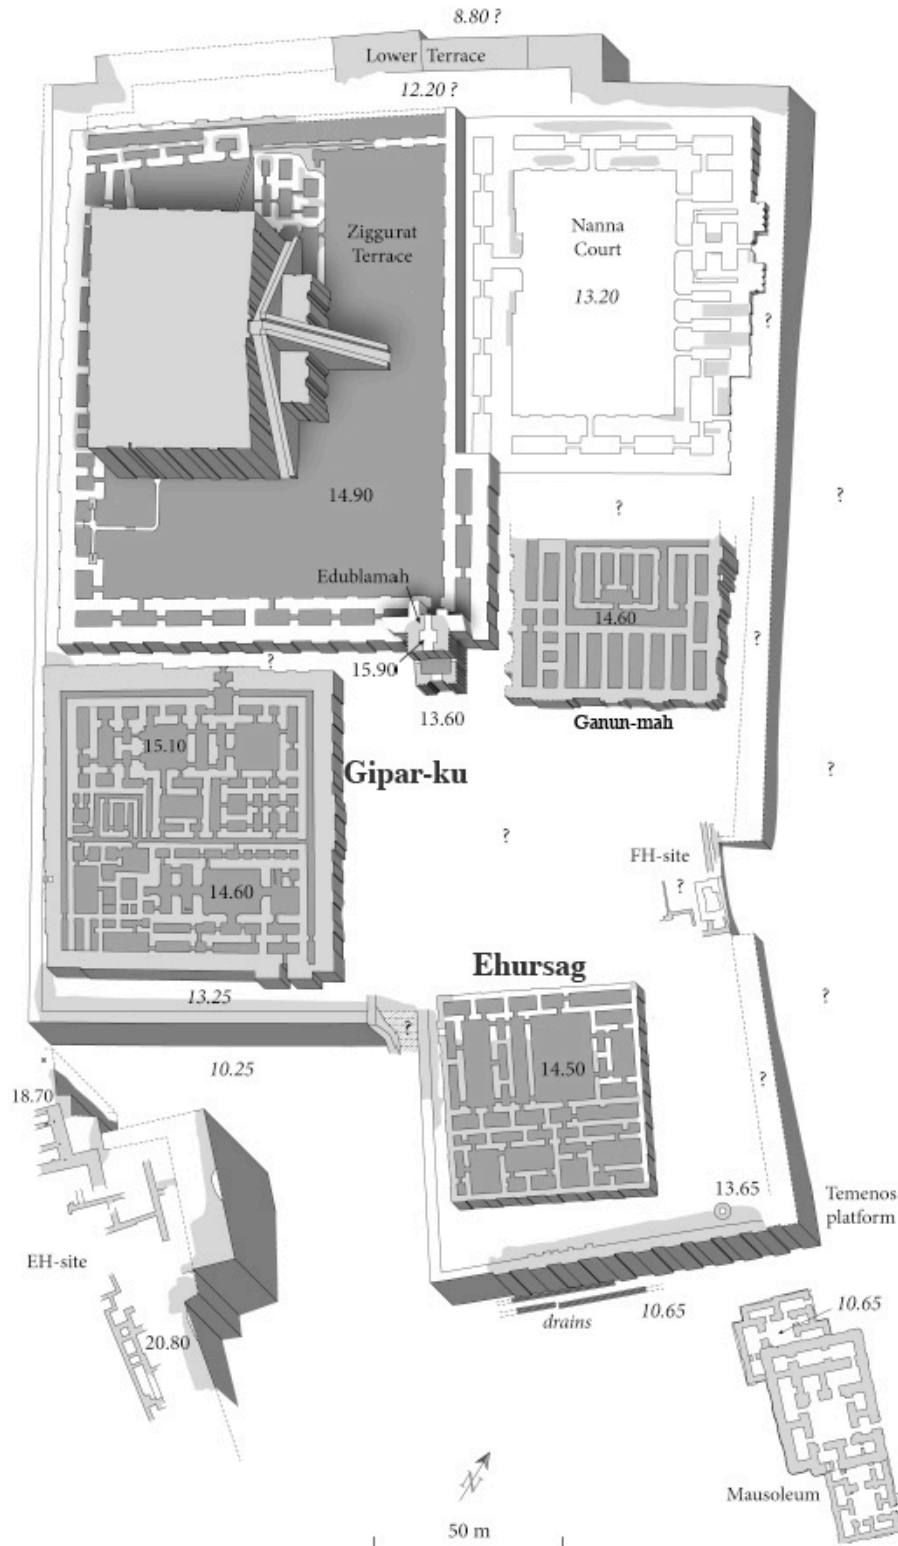 8.80 ?
Lower Terrace
12.20 ?
Ziggurat
Terrace
Nanna
Court
13.20
?
14.90
?
?
Edublamah
14.60
15.90
?
?
13.60
Ganun-mah
15.10
Gipar-ku
?
?
FH-site
?
14.60
Ehursag
13.25
?
?
10.25
14.50
?
18.70
13.65
Temenos
platform
EH-site
10.65
drains
10.65
20.80
Mausoleum
N
50 m